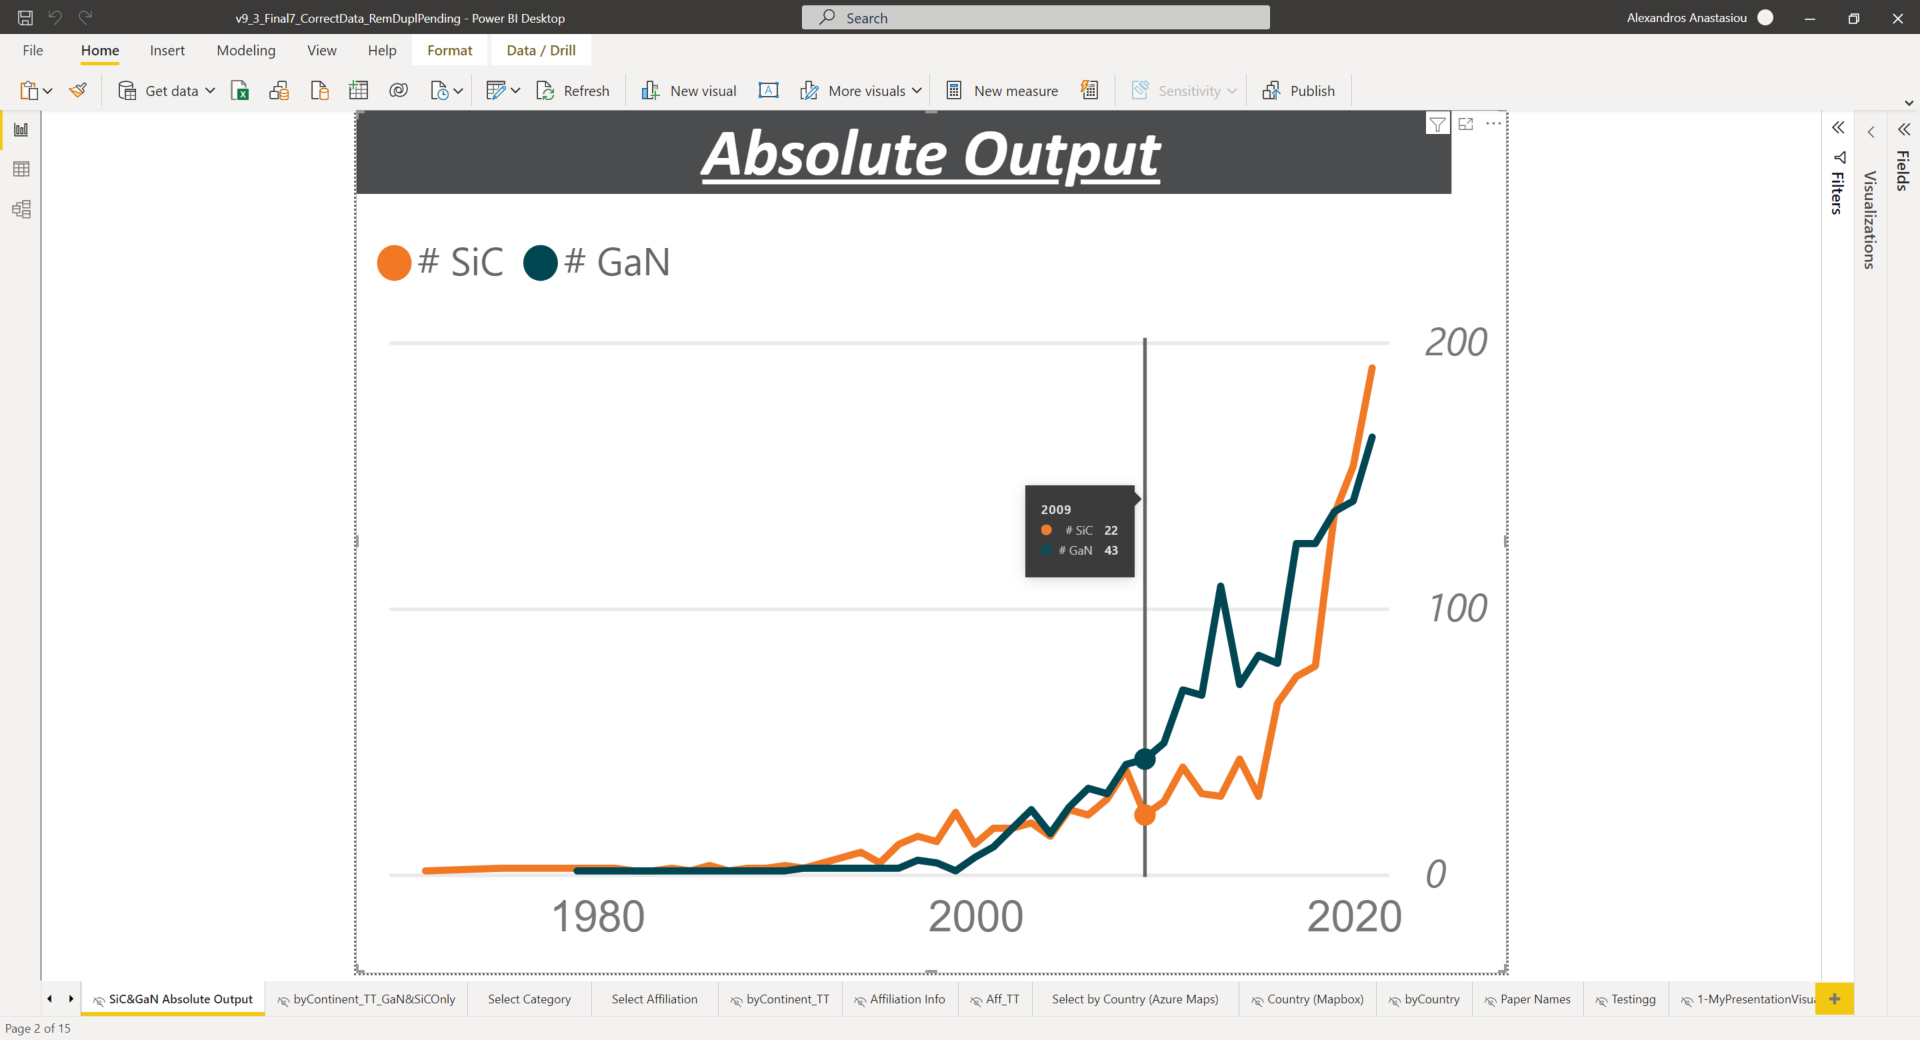 v9_3_Final7_CorrectData_RemDuplPending - Power BI Desktop
Search
Alexandros Anastasiou
File Home Insert Modeling View Help Format Data / Drill
Get data Refresh New visual More visuals New measure Sensitivity Publish
Absolute Output
# SiC # GaN
200
2009
# SiC 22
# GaN 43
100
0
1980 2000 2020
Filters
Visualizations
Fields
SiC&GaN Absolute Output byContinent_TT_GaN&SiCOnly Select Category Select Affiliation byContinent_TT Affiliation Info Aff_TT Select by Country (Azure Maps) Country (Mapbox) byCountry Paper Names Testingg 1-MyPresentationVisu
Page 2 of 15